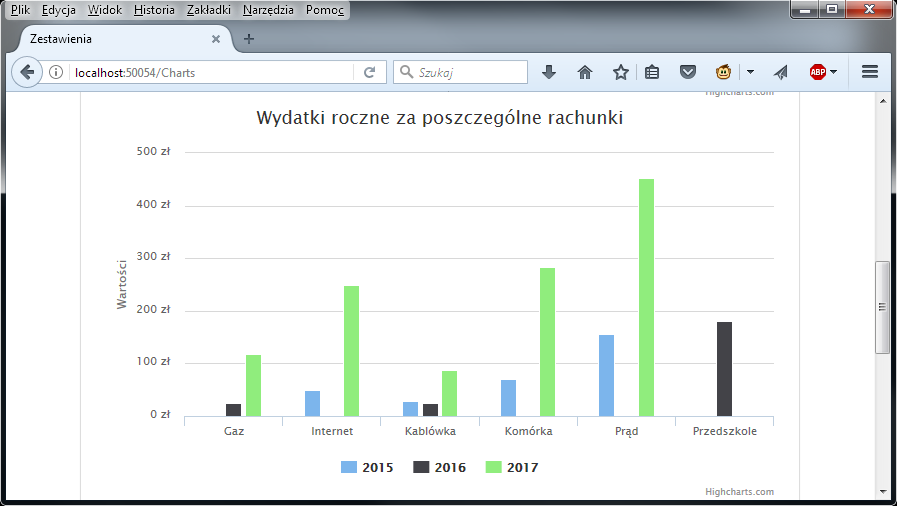 Plik Edycja Widok Historia Zakładki Narzędzia Pomoc
Zestawienia
localhost:50054/Charts
Szukaj
ABP
Highcharts.com
Wydatki roczne za poszczególne rachunki
500 zł
400 zł
300 zł
200 zł
100 zł
0 zł
Wartości
Gaz Internet Kablówka Komórka Prąd Przedszkole
2015 2016 2017
Highcharts.com